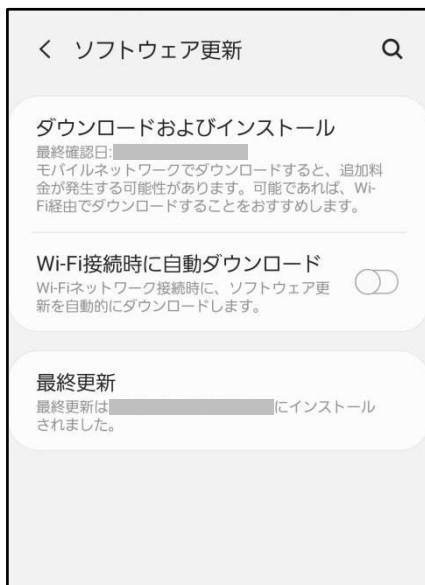 ソフトウェア更新
ダウンロードおよびインストール
最終確認日:
モバイルネットワークでダウンロードすると、追加料
金が発生する可能性があります。可能であれば、Wi-
Fi経由でダウンロードすることをおすすめします。
Wi-Fi接続時に自動ダウンロード
Wi-Fiネットワーク接続時に、ソフトウェア更
新を自動的にダウンロードします。
最終更新
最終更新は にインストール
されました。